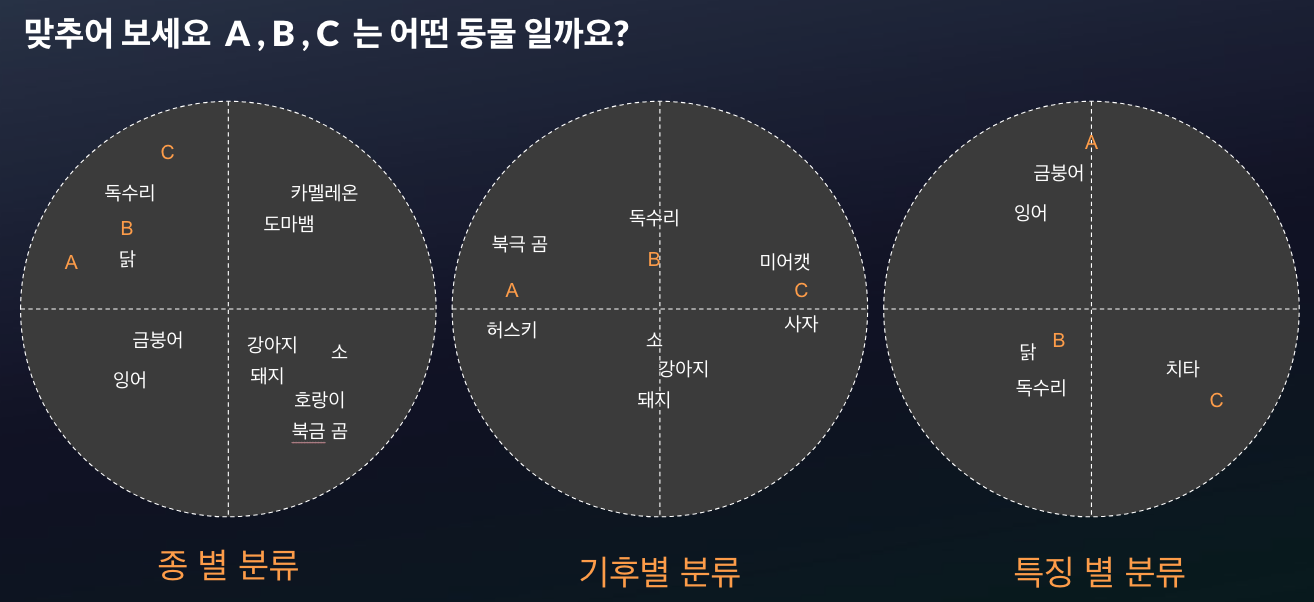 맞추어 보세요 A , B , C 는 어떤 동물 일까요?
C
독수리
B
A
닭
카멜레온
도마뱀
금붕어
잉어
강아지
소
돼지
호랑이
북금 곰
종 별 분류
독수리
북극 곰
B
미어캣
A
C
허스키
사자
소
강아지
돼지
기후별 분류
A
금붕어
잉어
닭
B
독수리
치타
C
특징 별 분류